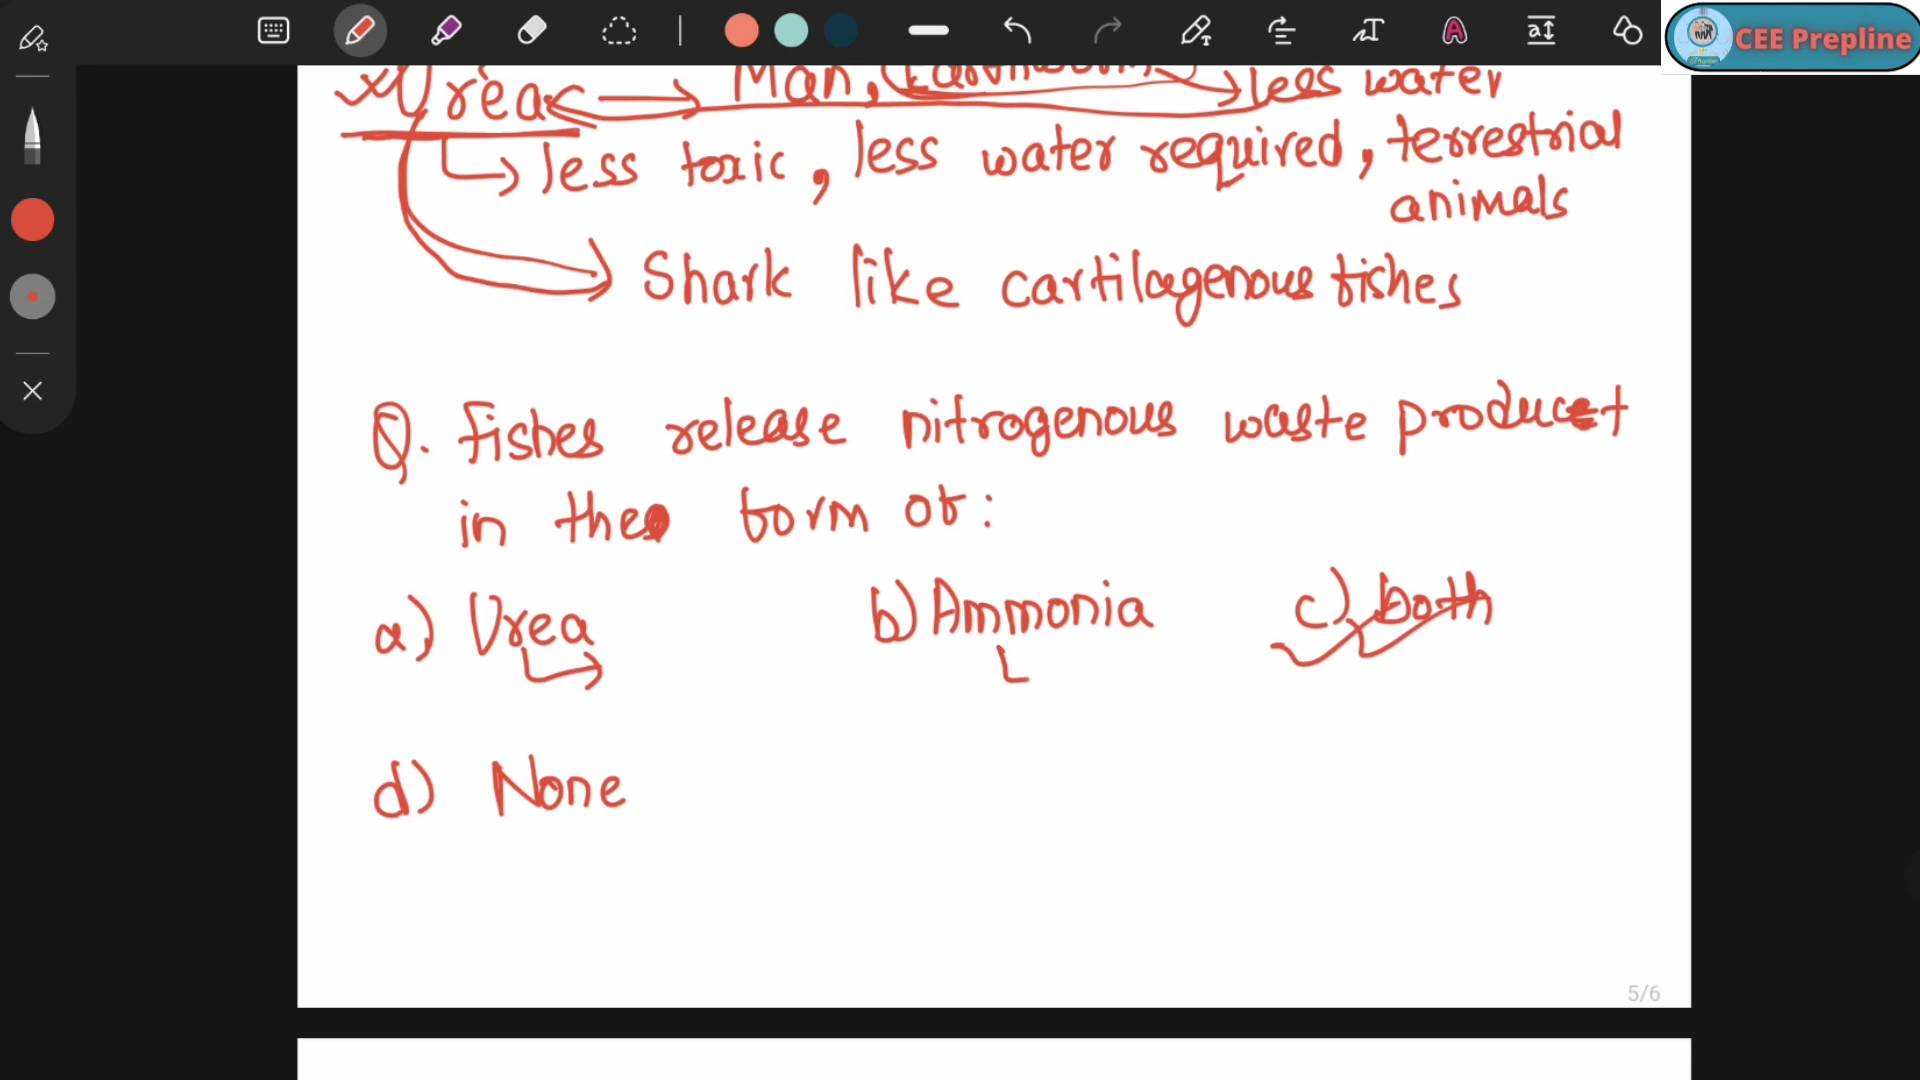 CEE Prepline
Urea → Man, Earthworm → less water
→ less toxic, less water required, terrestrial
animals
→ Shark like cartilagenous fishes
Q. Fishes release nitrogenous waste product
in the form of:
a) Urea b) Ammonia c) both
d) None
5/6